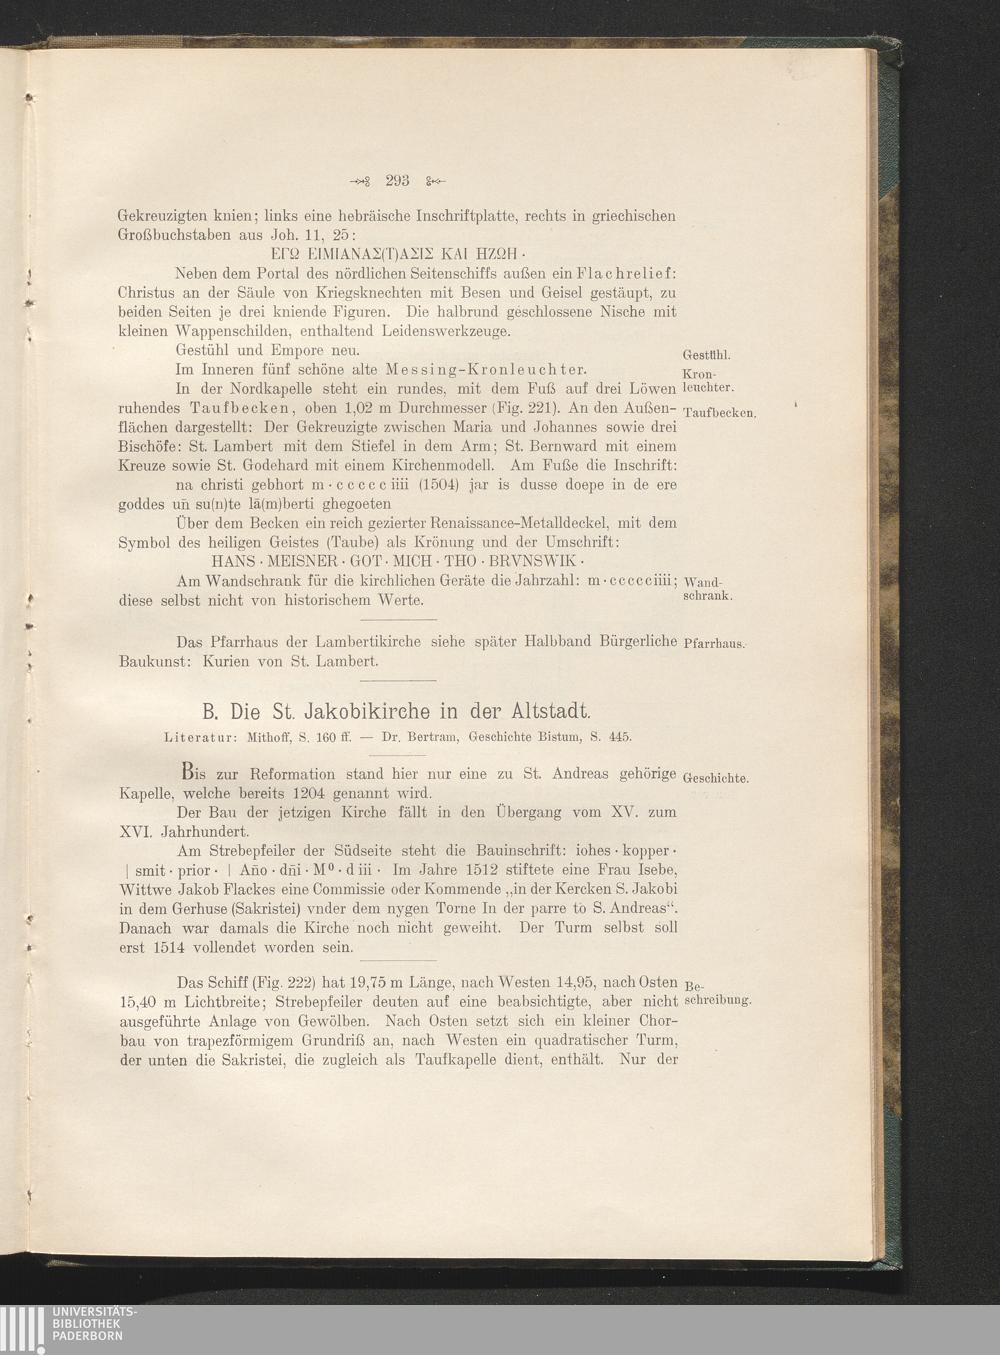 293
Gekreuzigten knien; links eine hebräische Inschriftplatte, rechts in griechischen
Großbuchstaben aus Joh. 11, 25:
ΕΓΩ ΕΙΜΙΑΝΑΣ(Τ)ΑΣΙΣ ΚΑΙ ΗΖΩΗ ·
Neben dem Portal des nördlichen Seitenschiffs außen ein Flachrelief:
Christus an der Säule von Kriegsknechten mit Besen und Geisel gestäupt, zu
beiden Seiten je drei kniende Figuren. Die halbrund geschlossene Nische mit
kleinen Wappenschilden, enthaltend Leidenswerkzeuge.
Gestühl und Empore neu.
Gestühl.
Im Inneren fünf schöne alte Messing-Kronleuchter.
Kron-
In der Nordkapelle steht ein rundes, mit dem Fuß auf drei Löwen
leuchter.
ruhendes Taufbecken, oben 1,02 m Durchmesser (Fig. 221). An den Außen-
Taufbecken.
flächen dargestellt: Der Gekreuzigte zwischen Maria und Johannes sowie drei
Bischöfe: St. Lambert mit dem Stiefel in dem Arm; St. Bernward mit einem
Kreuze sowie St. Godehard mit einem Kirchenmodell. Am Fuße die Inschrift:
na christi gebhort m · c c c c c iiii (1504) jar is dusse doepe in de ere
goddes un̄ su(n)te lā(m)berti ghegoeten
Über dem Becken ein reich gezierter Renaissance-Metalldeckel, mit dem
Symbol des heiligen Geistes (Taube) als Krönung und der Umschrift:
HANS · MEISNER · GOT · MICH · THO · BRVNSWIK ·
Am Wandschrank für die kirchlichen Geräte die Jahrzahl: m · c c c c c iiii;
Wand-
diese selbst nicht von historischem Werte.
schrank.
Das Pfarrhaus der Lambertikirche siehe später Halbband Bürgerliche
Pfarrhaus.
Baukunst: Kurien von St. Lambert.
B. Die St. Jakobikirche in der Altstadt.
Literatur: Mithoff, S. 160 ff. — Dr. Bertram, Geschichte Bistum, S. 445.
Bis zur Reformation stand hier nur eine zu St. Andreas gehörige
Geschichte.
Kapelle, welche bereits 1204 genannt wird.
Der Bau der jetzigen Kirche fällt in den Übergang vom XV. zum
XVI. Jahrhundert.
Am Strebepfeiler der Südseite steht die Bauinschrift: iohes · kopper ·
| smit · prior · | An̄o · dn̄i · M⁰ · d iii · Im Jahre 1512 stiftete eine Frau Isebe,
Wittwe Jakob Flackes eine Commissie oder Kommende „in der Kercken S. Jakobi
in dem Gerhuse (Sakristei) vnder dem nygen Torne In der parre to S. Andreas“.
Danach war damals die Kirche noch nicht geweiht. Der Turm selbst soll
erst 1514 vollendet worden sein.
Das Schiff (Fig. 222) hat 19,75 m Länge, nach Westen 14,95, nach Osten
Be-
15,40 m Lichtbreite; Strebepfeiler deuten auf eine beabsichtigte, aber nicht
schreibung.
ausgeführte Anlage von Gewölben. Nach Osten setzt sich ein kleiner Chor-
bau von trapezförmigem Grundriß an, nach Westen ein quadratischer Turm,
der unten die Sakristei, die zugleich als Taufkapelle dient, enthält. Nur der
UNIVERSITÄTS-
BIBLIOTHEK
PADERBORN